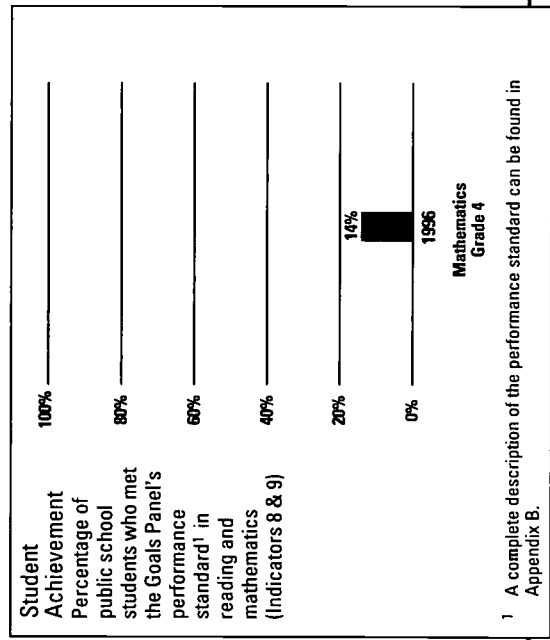 Student
Achievement
Percentage of
public school
students who met
the Goals Panel's
performance
standard¹ in
reading and
mathematics
(Indicators 8 & 9)
100%
80%
60%
40%
20%
0%
14%
1996
Mathematics
Grade 4
¹ A complete description of the performance standard can be found in
Appendix B.